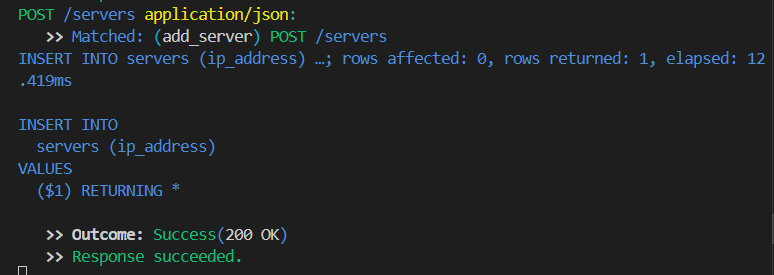 POST /servers application/json:
>> Matched: (add_server) POST /servers
INSERT INTO servers (ip_address) …; rows affected: 0, rows returned: 1, elapsed: 12
.419ms
INSERT INTO
servers (ip_address)
VALUES
($1) RETURNING *
>> Outcome: Success(200 OK)
>> Response succeeded.